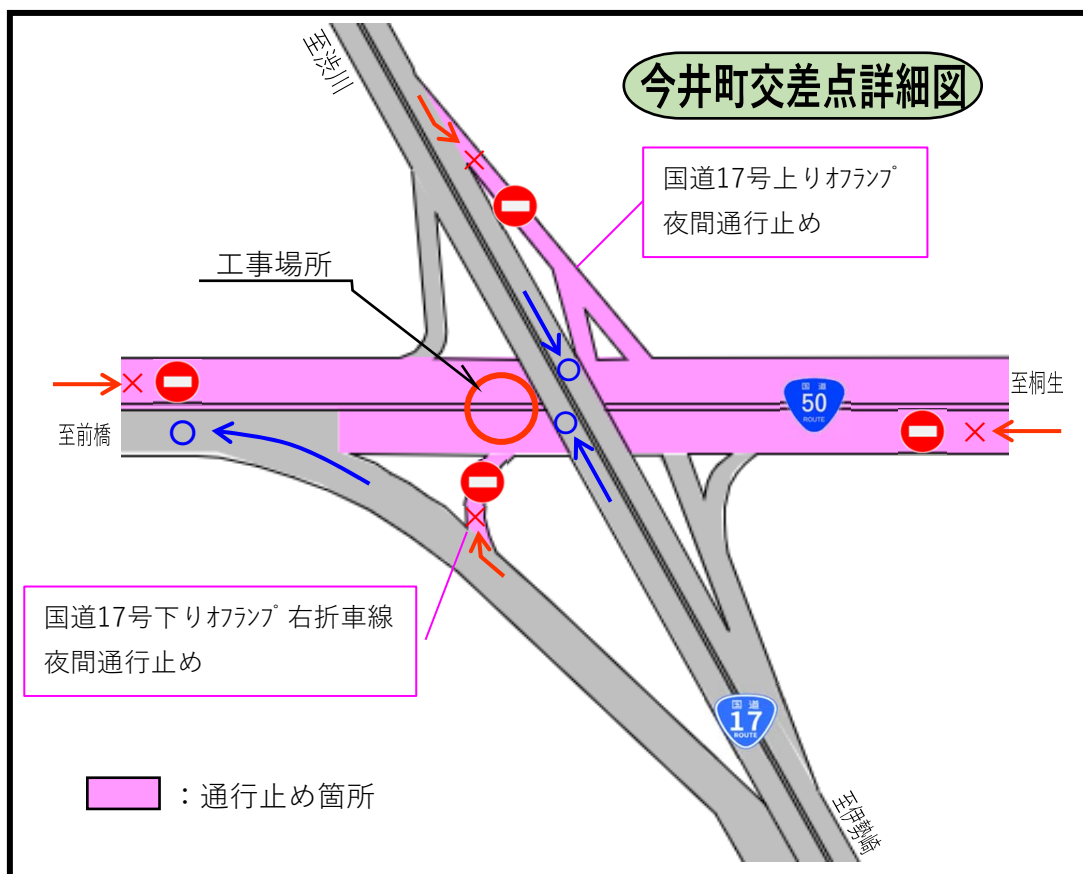 今井町交差点詳細図
至渋川
国道17号上りｵﾌﾗﾝﾌﾟ
夜間通行止め
工事場所
至桐生
国道
50
ROUTE
至前橋
国道17号下りｵﾌﾗﾝﾌﾟ 右折車線
夜間通行止め
国道
17
ROUTE
：通行止め箇所
至伊勢崎